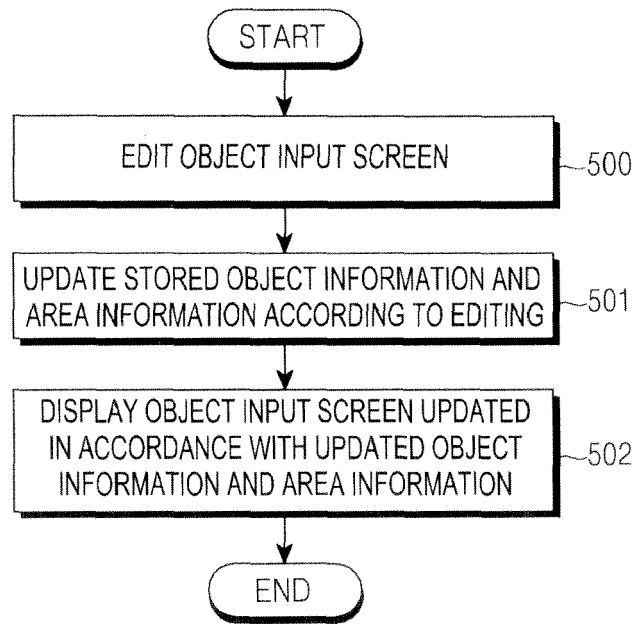 START
EDIT OBJECT INPUT SCREEN
500
UPDATE STORED OBJECT INFORMATION AND
AREA INFORMATION ACCORDING TO EDITING
501
DISPLAY OBJECT INPUT SCREEN UPDATED
IN ACCORDANCE WITH UPDATED OBJECT
INFORMATION AND AREA INFORMATION
502
END